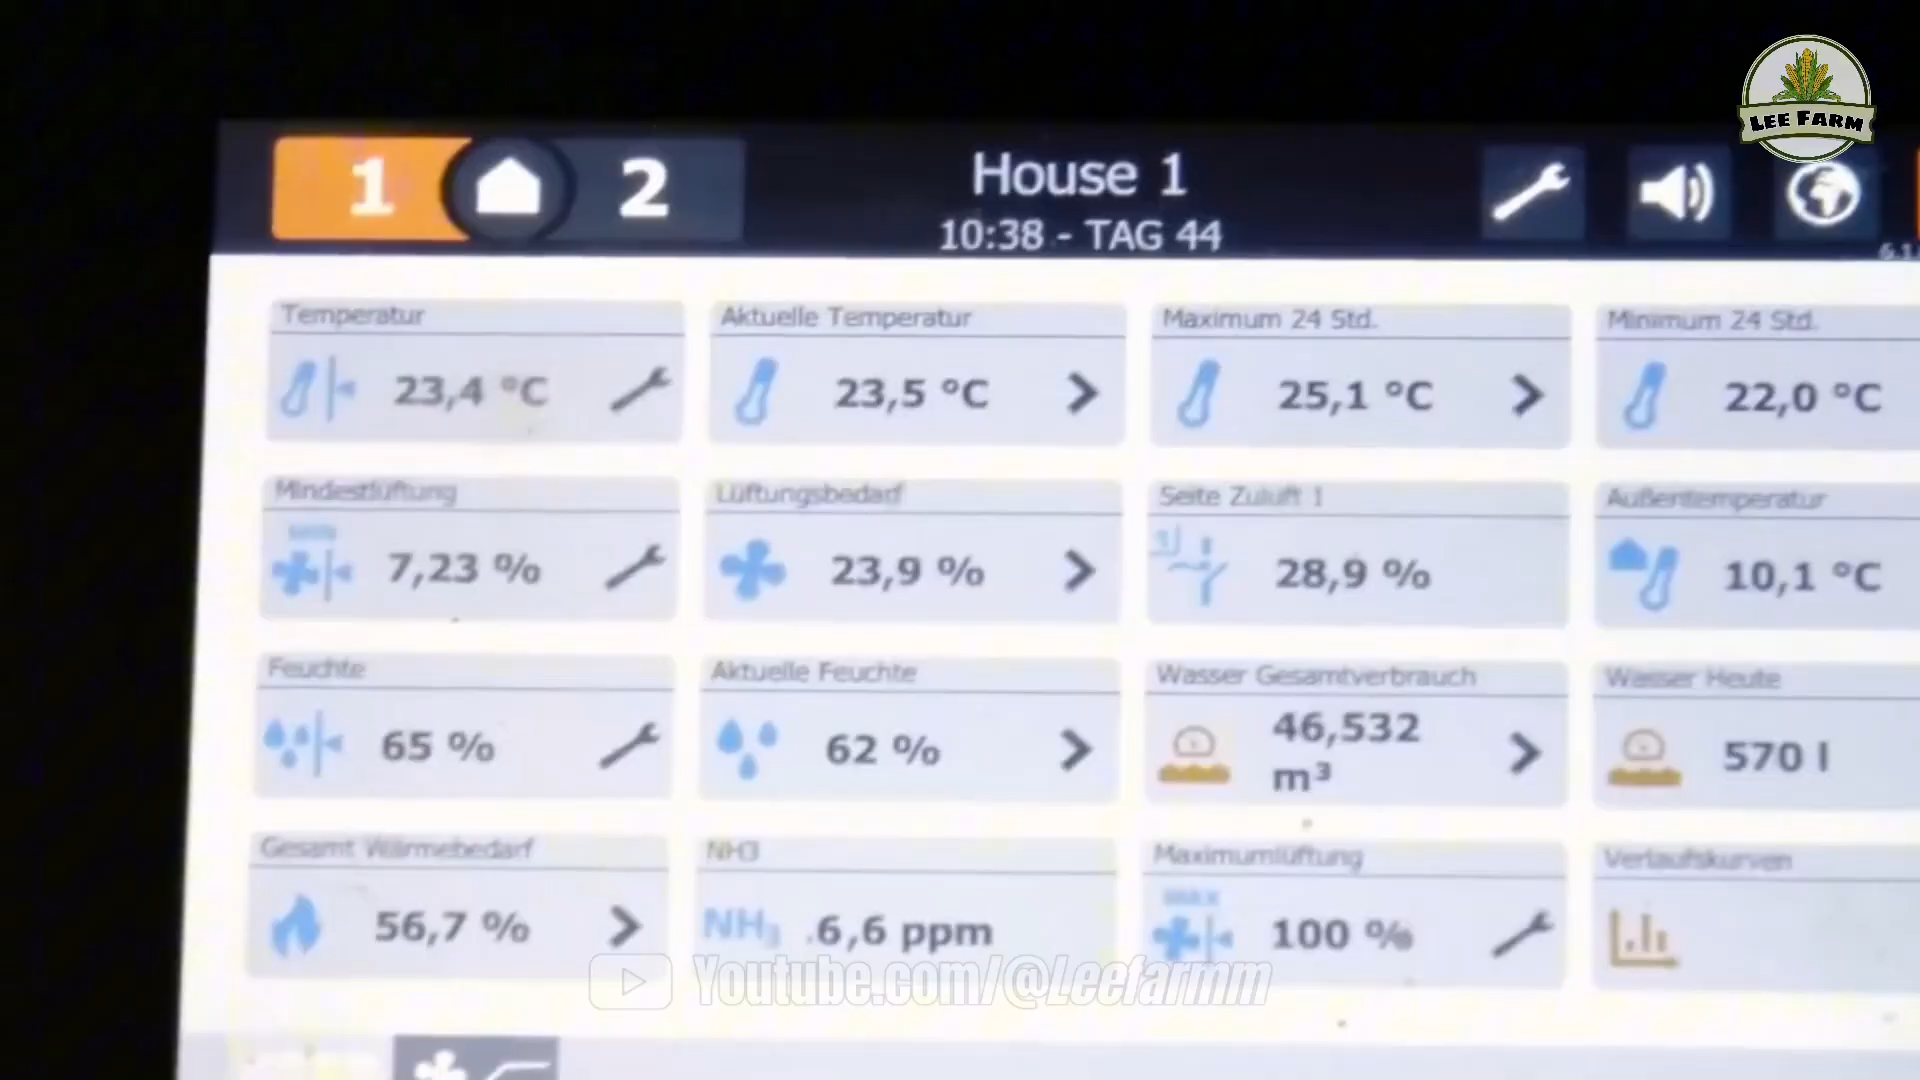 LEE FARM
1
2
House 1
10:38 - TAG 44
Temperatur
23,4 °C
Aktuelle Temperatur
23,5 °C
Maximum 24 Std.
25,1 °C
Minimum 24 Std.
22,0 °C
Mindestlüftung
7,23 %
Lüftungsbedarf
23,9 %
Seite Zuluft 1
28,9 %
Außentemperatur
10,1 °C
Feuchte
65 %
Aktuelle Feuchte
62 %
Wasser Gesamtverbrauch
46,532
m³
Wasser Heute
570 l
Gesamt Wärmebedarf
56,7 %
NH3
NH₃ 6,6 ppm
Maximumlüftung
MAX
100 %
Verlaufskurven
Youtube.com/@Leefarmm